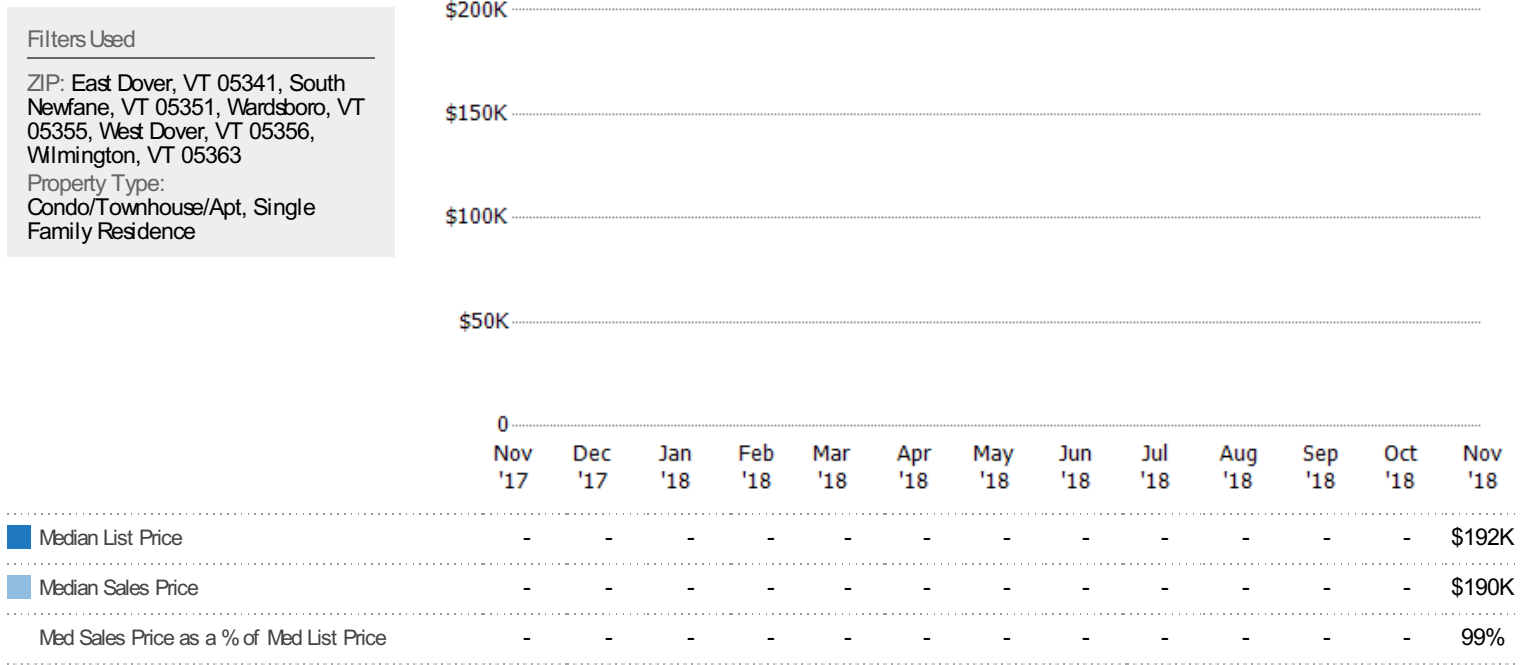 Filters Used
ZIP: East Dover, VT 05341, South
Newfane, VT 05351, Wardsboro, VT
05355, West Dover, VT 05356,
Wilmington, VT 05363
Property Type:
Condo/Townhouse/Apt, Single
Family Residence
$200K
$150K
$100K
$50K
0
Nov '17 Dec '17 Jan '18 Feb '18 Mar '18 Apr '18 May '18 Jun '18 Jul '18 Aug '18 Sep '18 Oct '18 Nov '18
Median List Price - - - - - - - - - - - - $192K
Median Sales Price - - - - - - - - - - - - $190K
Med Sales Price as a % of Med List Price - - - - - - - - - - - - 99%